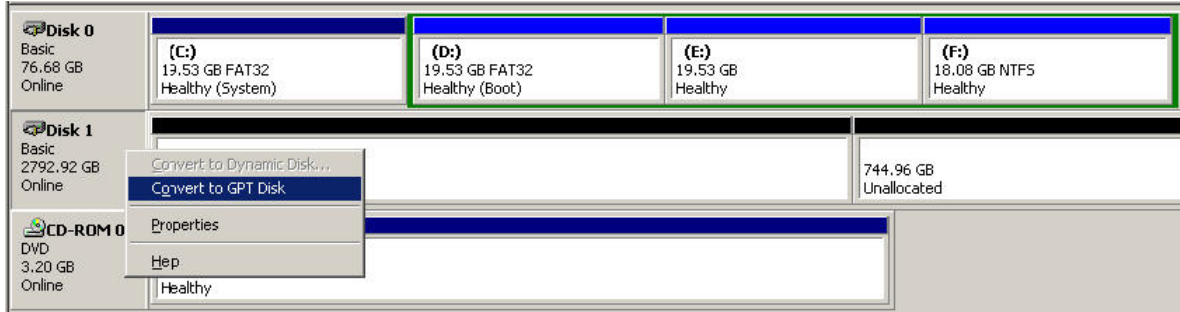 Disk 0
Basic
76.68 GB
Online
(C:)
19.53 GB FAT32
Healthy (System)
(D:)
19.53 GB FAT32
Healthy (Boot)
(E:)
19.53 GB
Healthy
(F:)
18.08 GB NTFS
Healthy
Disk 1
Basic
2792.92 GB
Online
744.96 GB
Unallocated
Convert to Dynamic Disk...
Convert to GPT Disk
Properties
Hep
CD-ROM 0
DVD
3.20 GB
Online
Healthy